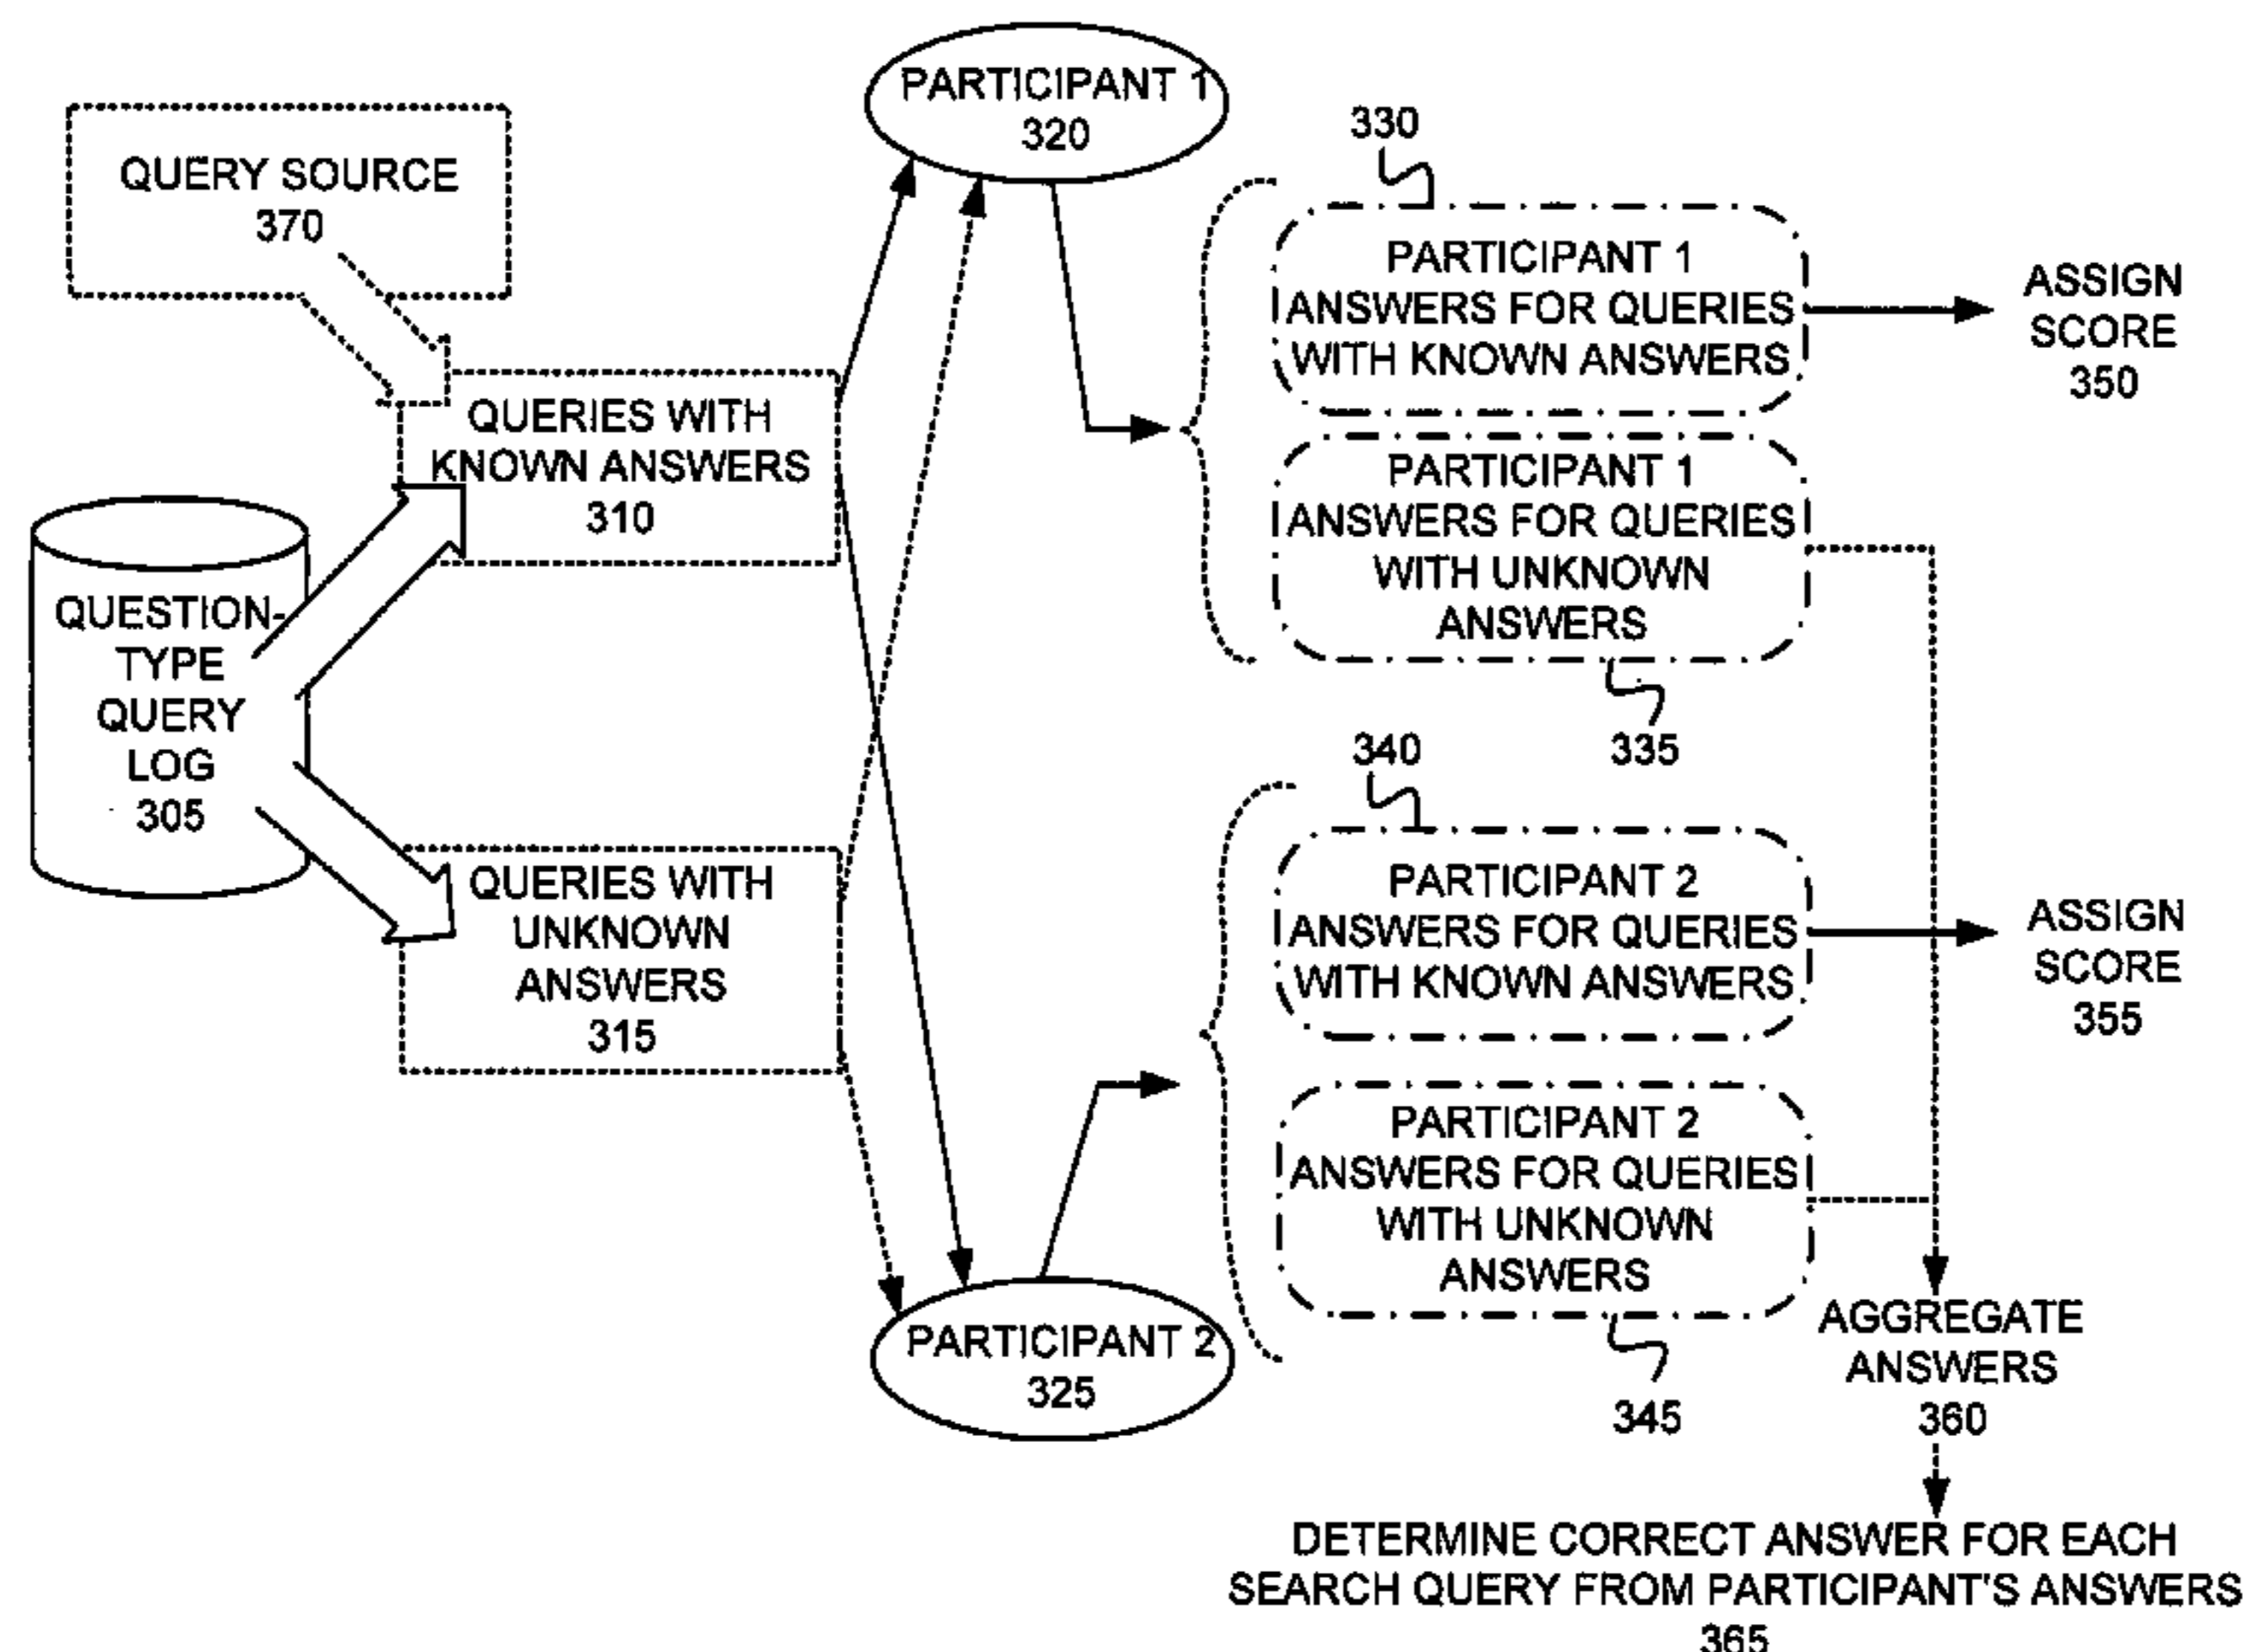 PARTICIPANT 1
320
QUERY SOURCE
370
330
PARTICIPANT 1
ANSWERS FOR QUERIES
WITH KNOWN ANSWERS
ASSIGN
SCORE
350
QUERIES WITH
KNOWN ANSWERS
310
PARTICIPANT 1
ANSWERS FOR QUERIES
WITH UNKNOWN
ANSWERS
335
QUESTION-
TYPE
QUERY
LOG
305
340
QUERIES WITH
UNKNOWN
ANSWERS
315
PARTICIPANT 2
ANSWERS FOR QUERIES
WITH KNOWN ANSWERS
ASSIGN
SCORE
355
PARTICIPANT 2
ANSWERS FOR QUERIES
WITH UNKNOWN
ANSWERS
345
PARTICIPANT 2
325
AGGREGATE
ANSWERS
360
DETERMINE CORRECT ANSWER FOR EACH
SEARCH QUERY FROM PARTICIPANT'S ANSWERS
365